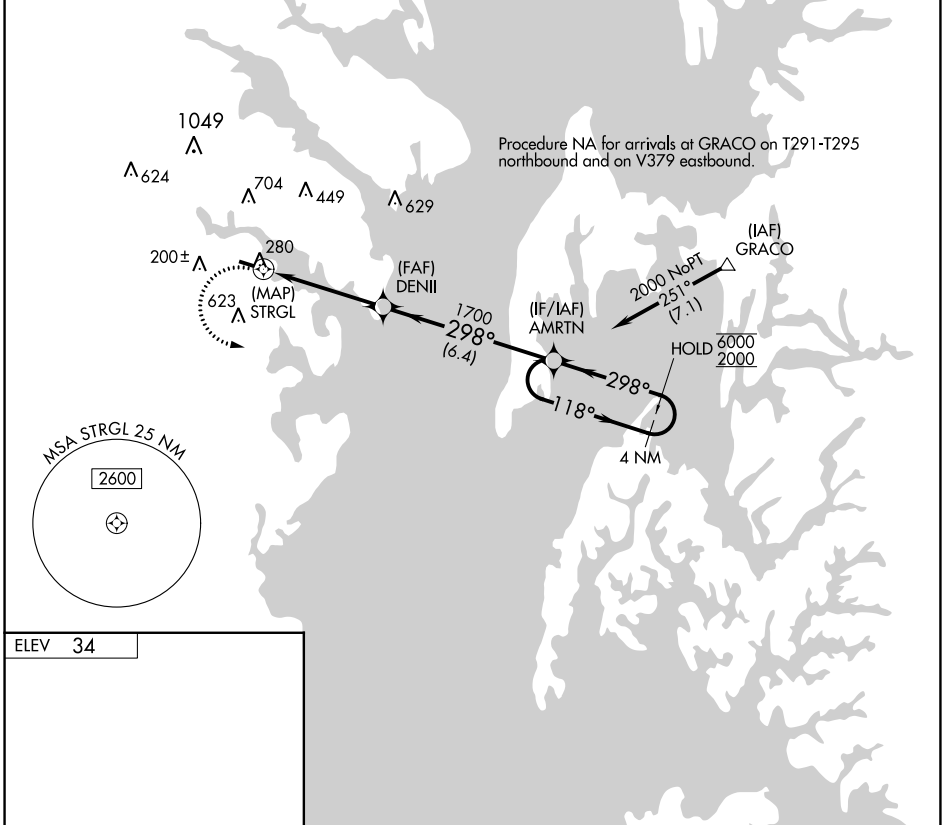 1049
624
704
449
629
Procedure NA for arrivals at GRACO on T291-T295
northbound and on V379 eastbound.
(IAF)
GRACO
2000 NoPT
251°
(7.1)
200±
280
(MAP)
STRGL
623
(FAF)
DENII
1700
298°
(6.4)
(IF/IAF)
AMRTN
HOLD 6000
2000
298°
118°
4 NM
MSA STRGL 25 NM
2600
ELEV 34